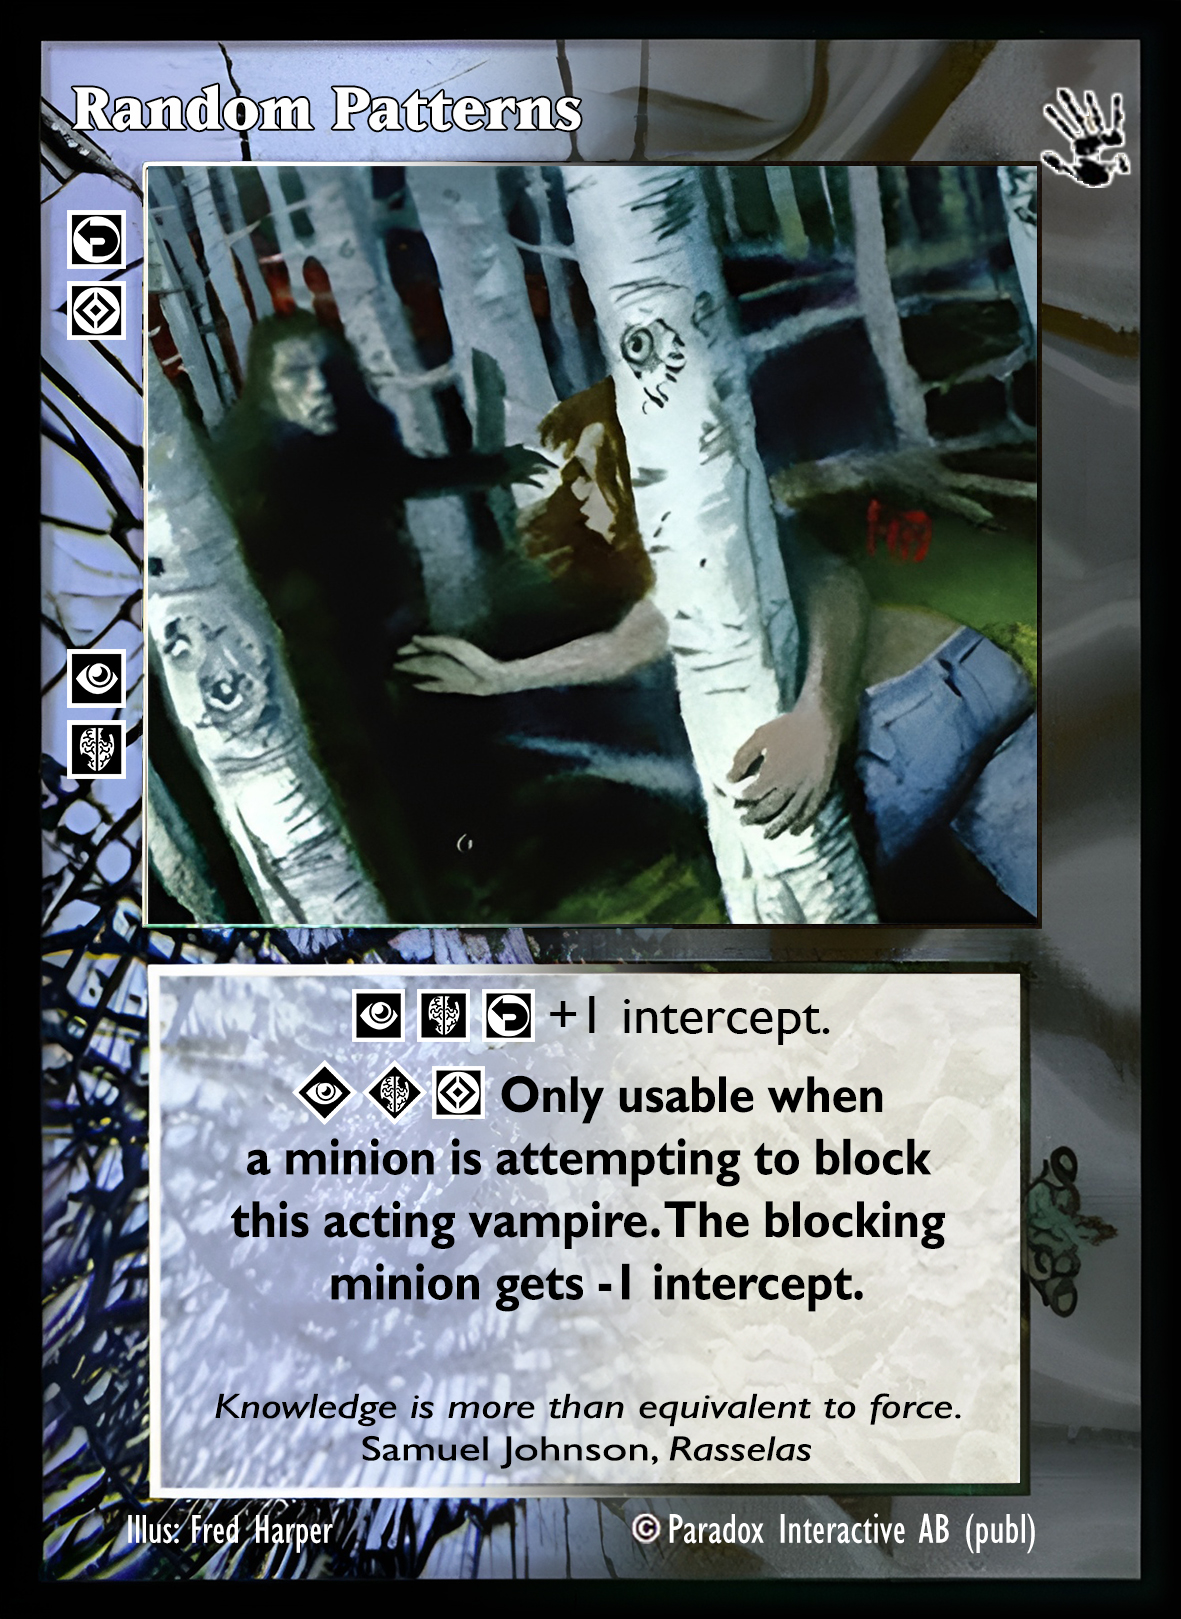 Random Patterns
HB
+1 intercept.
Only usable when
a minion is attempting to block
this acting vampire. The blocking
minion gets -1 intercept.
Knowledge is more than equivalent to force.
Samuel Johnson, Rasselas
Illus: Fred Harper
© Paradox Interactive AB (publ)